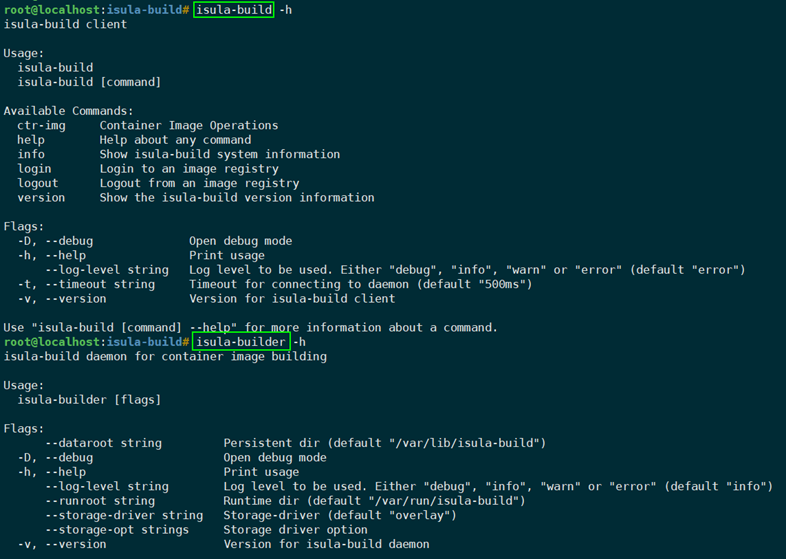 root@localhost:isula-build# isula-build -h
isula-build client
Usage:
  isula-build
  isula-build [command]
Available Commands:
  ctr-img     Container Image Operations
  help        Help about any command
  info        Show isula-build system information
  login       Login to an image registry
  logout      Logout from an image registry
  version     Show the isula-build version information
Flags:
  -D, --debug              Open debug mode
  -h, --help               Print usage
      --log-level string   Log level to be used. Either "debug", "info", "warn" or "error" (default "error")
  -t, --timeout string     Timeout for connecting to daemon (default "500ms")
  -v, --version            Version for isula-build client
Use "isula-build [command] --help" for more information about a command.
root@localhost:isula-build# isula-builder -h
isula-build daemon for container image building
Usage:
  isula-builder [flags]
Flags:
      --dataroot string         Persistent dir (default "/var/lib/isula-build")
  -D, --debug                   Open debug mode
  -h, --help                    Print usage
      --log-level string        Log level to be used. Either "debug", "info", "warn" or "error" (default "info")
      --runroot string          Runtime dir (default "/var/run/isula-build")
      --storage-driver string   Storage-driver (default "overlay")
      --storage-opt strings     Storage driver option
  -v, --version                 Version for isula-build daemon